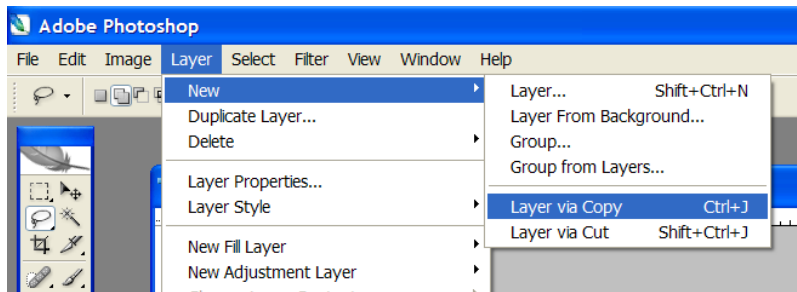 Adobe Photoshop
File Edit Image Layer Select Filter View Window Help
New
Duplicate Layer...
Delete
Layer Properties...
Layer Style
New Fill Layer
New Adjustment Layer
Layer... Shift+Ctrl+N
Layer From Background...
Group...
Group from Layers...
Layer via Copy Ctrl+J
Layer via Cut Shift+Ctrl+J